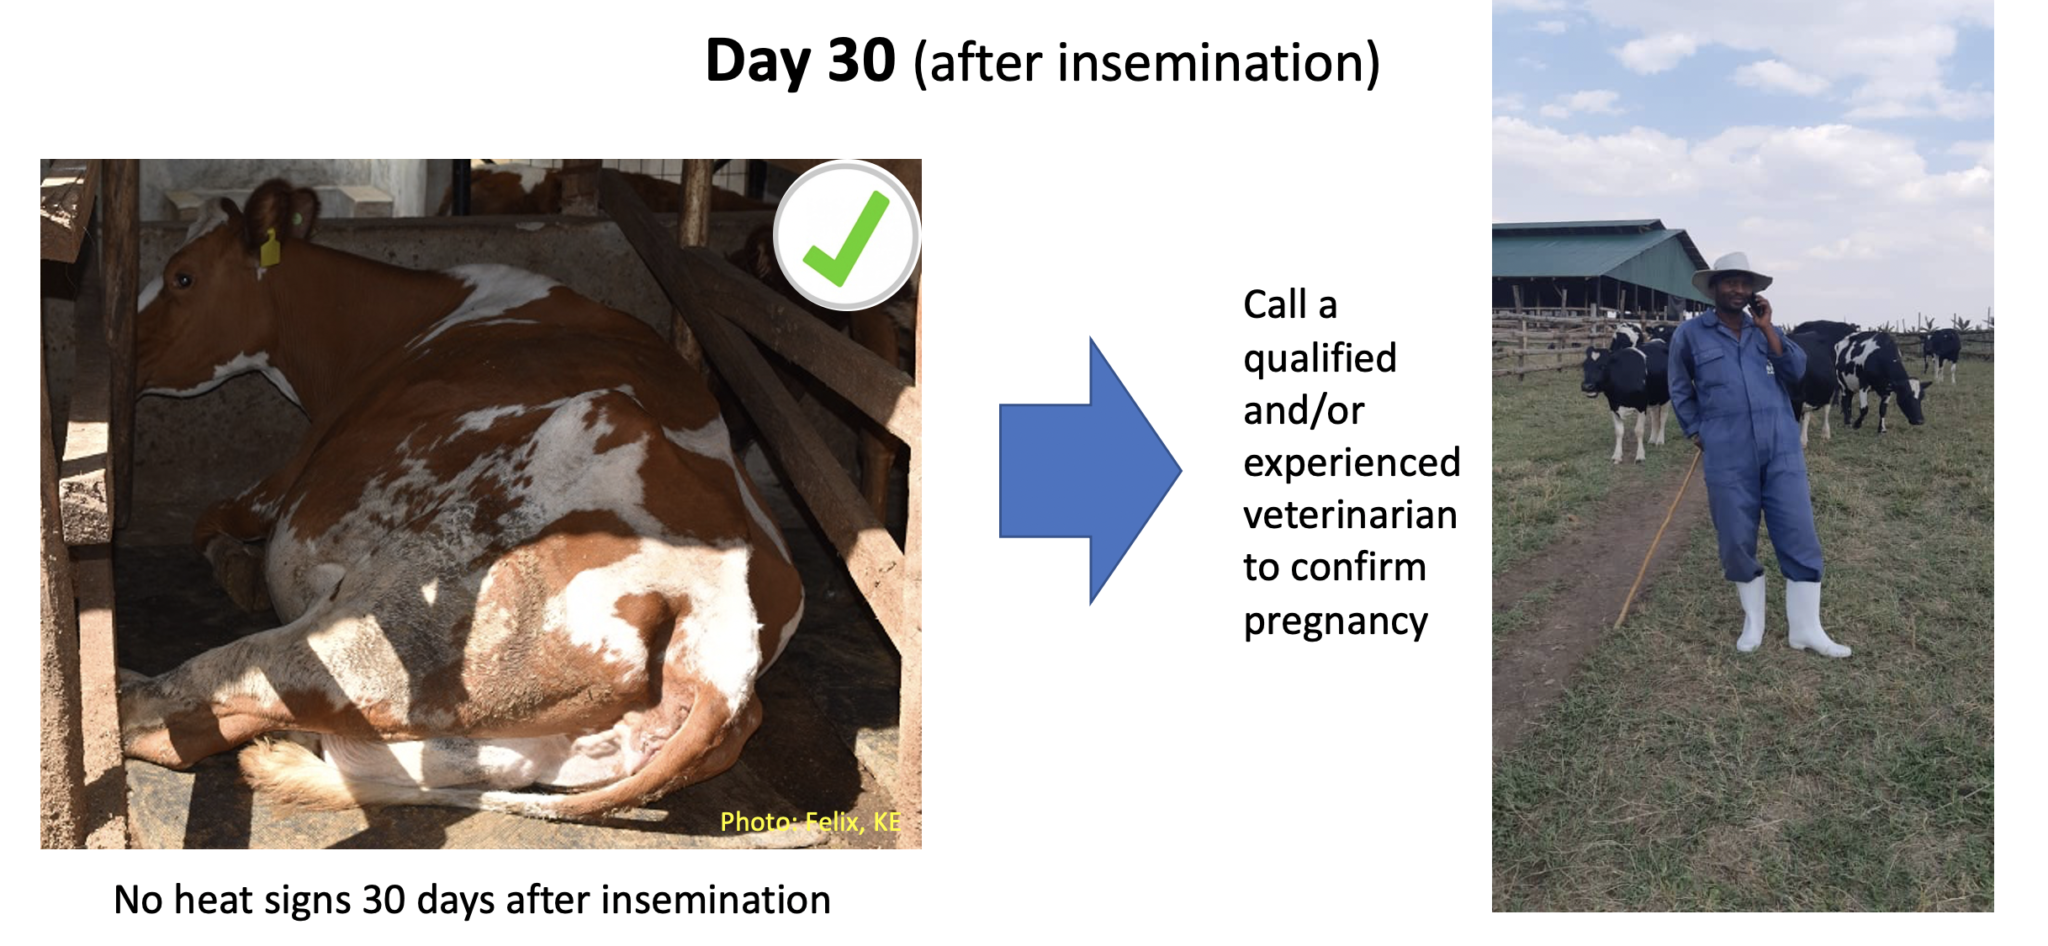 Day 30 (after insemination)
Call a
qualified
and/or
experienced
veterinarian
to confirm
pregnancy
Photo: Felix, KE
No heat signs 30 days after insemination